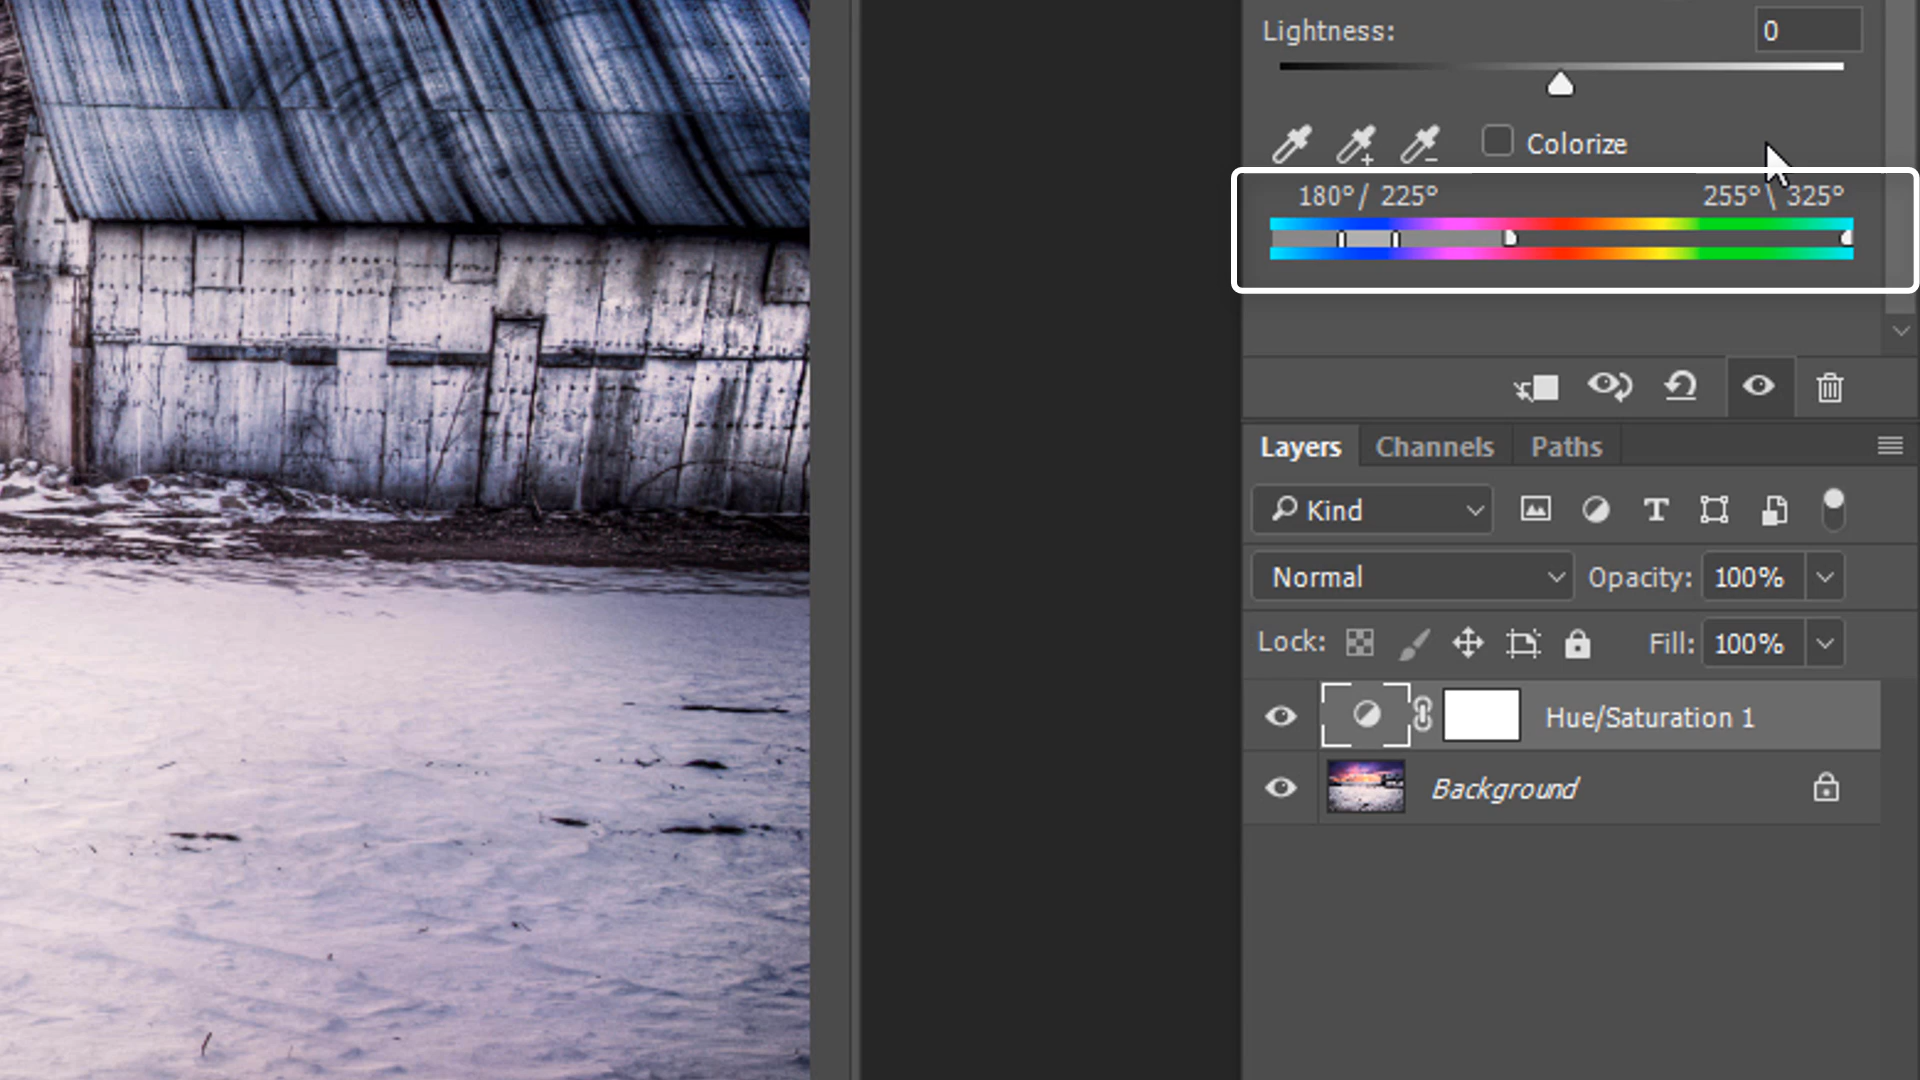 Lightness: 0
Colorize
180°/ 225° 255°\ 325°
Layers Channels Paths
Kind T
Normal Opacity: 100%
Lock: Fill: 100%
Hue/Saturation 1
Background